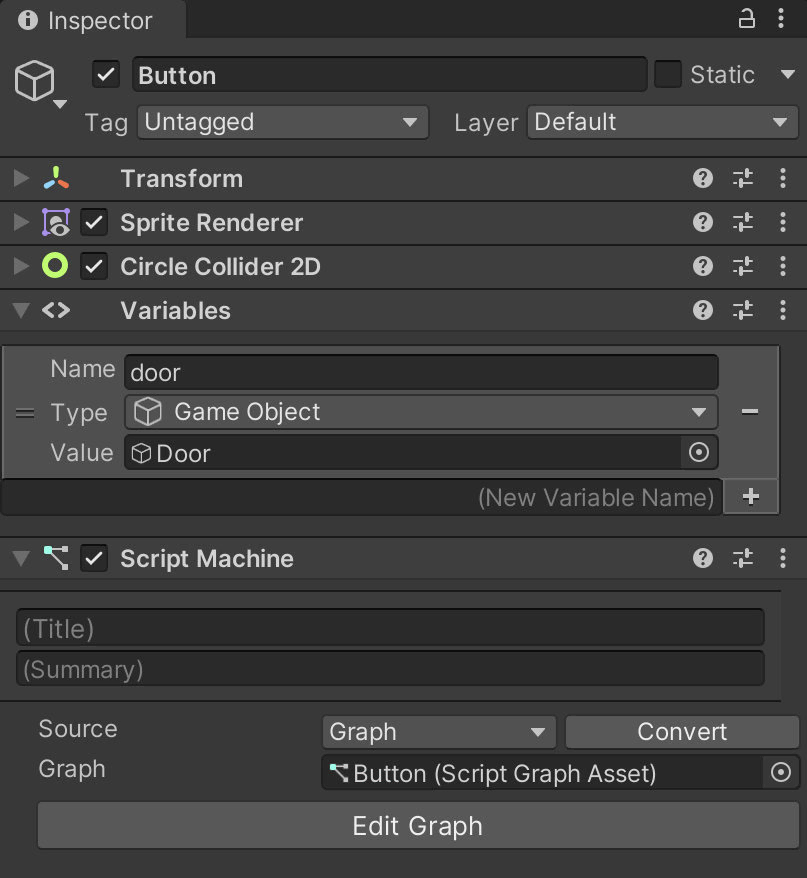 Inspector
Button
Static
Tag Untagged Layer Default
Transform
Sprite Renderer
Circle Collider 2D
Variables
Name door
Type Game Object
Value Door
(New Variable Name)
Script Machine
(Title)
(Summary)
Source Graph Convert
Graph Button (Script Graph Asset)
Edit Graph